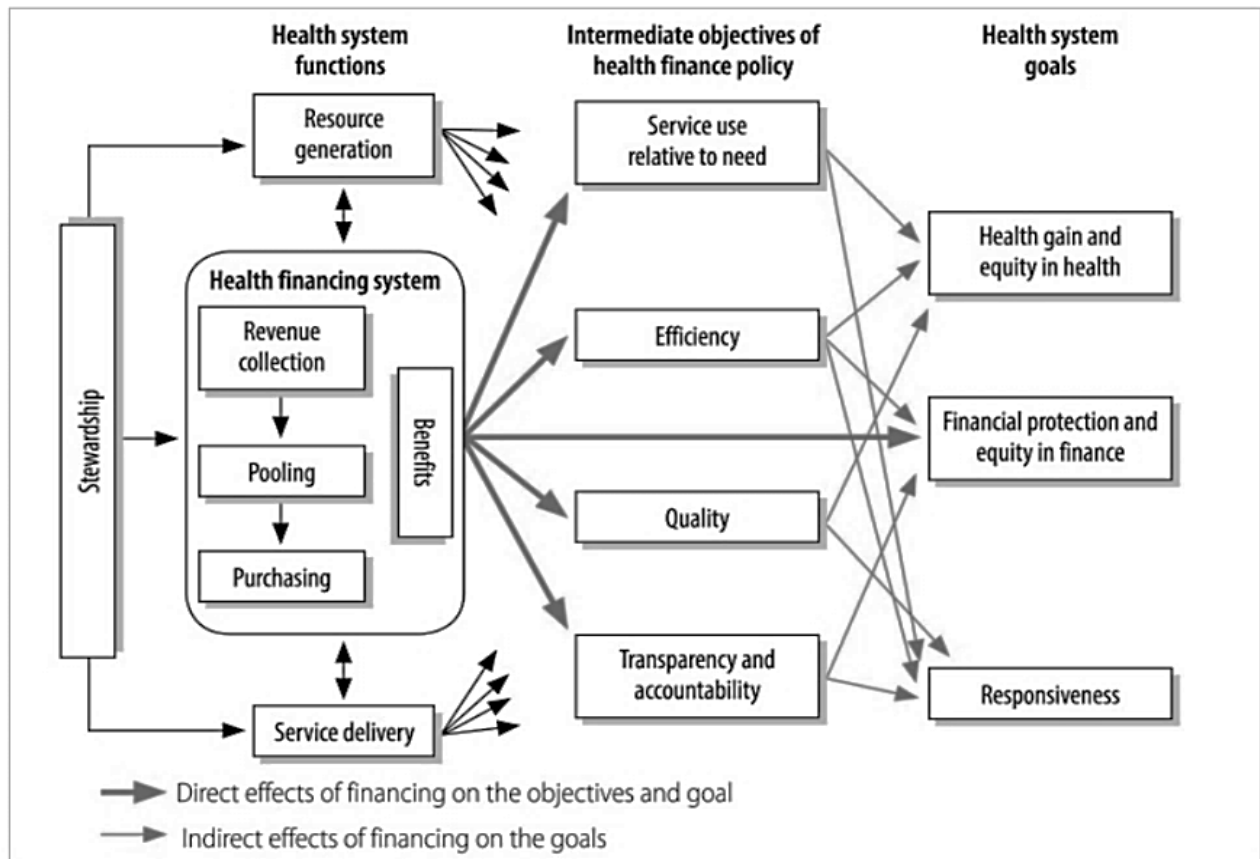 Health system
functions
Intermediate objectives of
health finance policy
Health system
goals
Resource
generation
Service use
relative to need
Health gain and
equity in health
Stewardship
Health financing system
Revenue
collection
Pooling
Purchasing
Benefits
Efficiency
Financial protection and
equity in finance
Quality
Transparency and
accountability
Responsiveness
Service delivery
Direct effects of financing on the objectives and goal
Indirect effects of financing on the goals